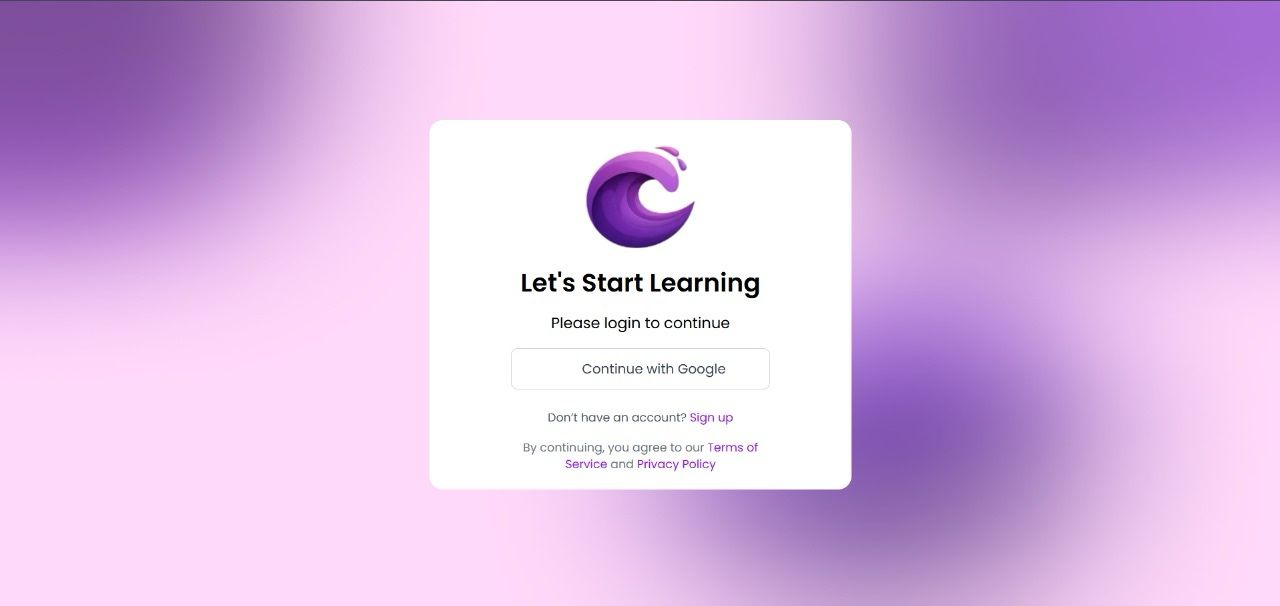 Let's Start Learning
Please login to continue
Continue with Google
Don’t have an account? Sign up
By continuing, you agree to our Terms of
Service and Privacy Policy